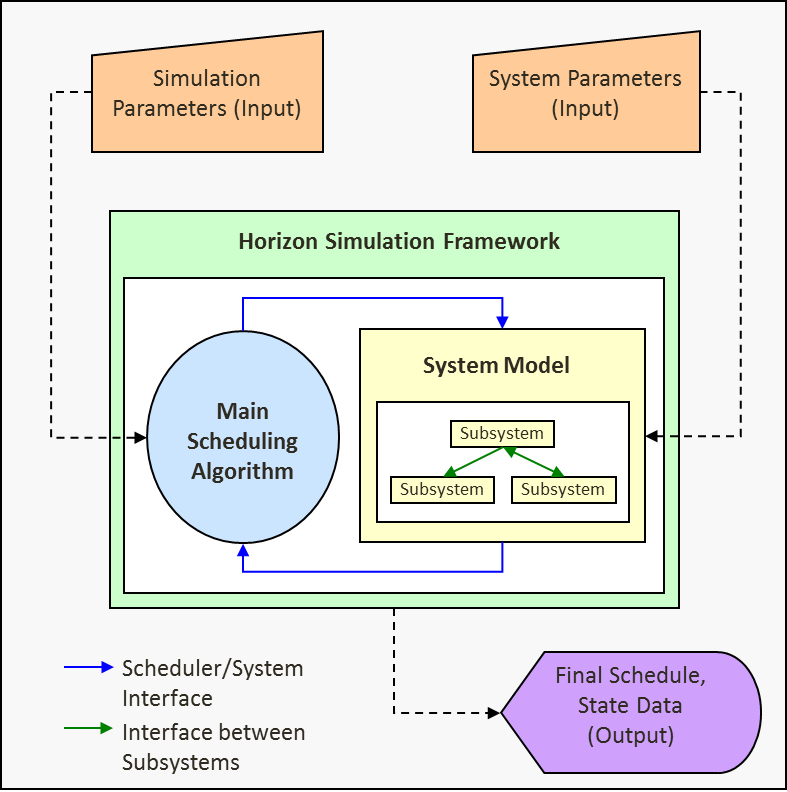 Simulation
Parameters (Input)
System Parameters
(Input)
Horizon Simulation Framework
Main
Scheduling
Algorithm
System Model
Subsystem
Subsystem
Subsystem
Scheduler/System
Interface
Interface between
Subsystems
Final Schedule,
State Data
(Output)